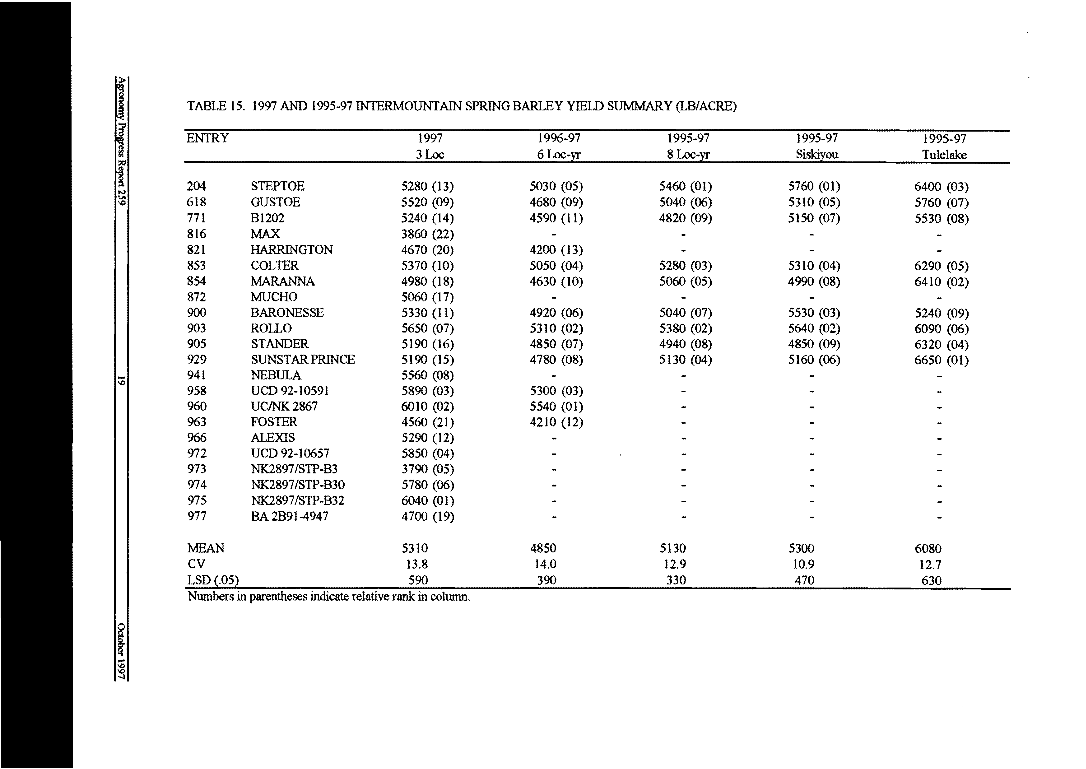 TABLE 15. 1997 AND 1995-97 INTERMOUNTAIN SPRING BARLEY YIELD SUMMARY (LB/ACRE)
ENTRY 1997 1996-97 1995-97 1995-97 1995-97
3 Loc 6 Loc-yr 8 Loc-yr Siskiyou Tulelake
204 STEPTOE 5280 (13) 5030 (05) 5460 (01) 5760 (01) 6400 (03)
618 GUSTOE 5520 (09) 4680 (09) 5040 (06) 5310 (05) 5760 (07)
771 B1202 5240 (14) 4590 (11) 4820 (09) 5150 (07) 5530 (08)
816 MAX 3860 (22) - - - -
821 HARRINGTON 4670 (20) 4200 (13) - - -
853 COLTER 5370 (10) 5050 (04) 5280 (03) 5310 (04) 6290 (05)
854 MARANNA 4980 (18) 4630 (10) 5060 (05) 4990 (08) 6410 (02)
872 MUCHO 5060 (17) - - - -
900 BARONESSE 5330 (11) 4920 (06) 5040 (07) 5530 (03) 5240 (09)
903 ROLLO 5650 (07) 5310 (02) 5380 (02) 5640 (02) 6090 (06)
905 STANDER 5190 (16) 4850 (07) 4940 (08) 4850 (09) 6320 (04)
929 SUNSTAR PRINCE 5190 (15) 4780 (08) 5130 (04) 5160 (06) 6650 (01)
941 NEBULA 5560 (08) - - - -
958 UCD 92-10591 5890 (03) 5300 (03) - - -
960 UC/NK 2867 6010 (02) 5540 (01) - - -
963 FOSTER 4560 (21) 4210 (12) - - -
966 ALEXIS 5290 (12) - - - -
972 UCD 92-10657 5850 (04) - - - -
973 NK2897/STP-B3 3790 (05) - - - -
974 NK2897/STP-B30 5780 (06) - - - -
975 NK2897/STP-B32 6040 (01) - - - -
977 BA 2B91-4947 4700 (19) - - - -
MEAN 5310 4850 5130 5300 6080
CV 13.8 14.0 12.9 10.9 12.7
LSD (.05) 590 390 330 470 630
Numbers in parentheses indicate relative rank in column.
Agronomy Progress Report 259
19
October 1997